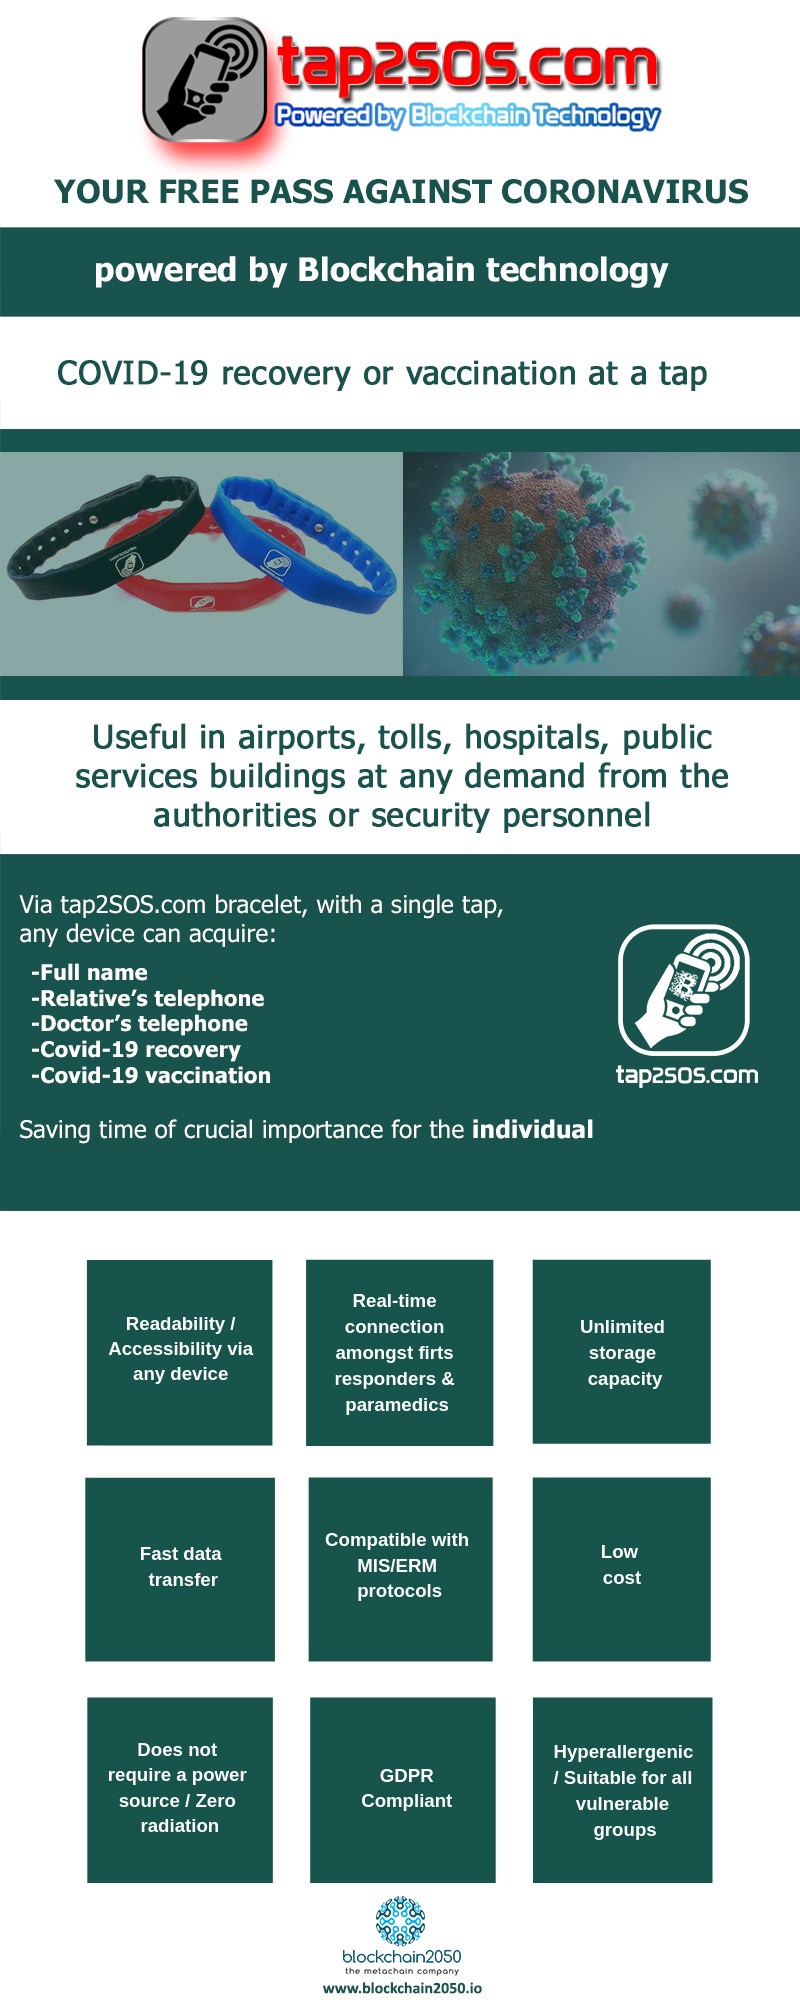 tap2SOS.com
Powered by Blockchain Technology
YOUR FREE PASS AGAINST CORONAVIRUS
powered by Blockchain technology
COVID-19 recovery or vaccination at a tap
Useful in airports, tolls, hospitals, public
services buildings at any demand from the
authorities or security personnel
Via tap2SOS.com bracelet, with a single tap,
any device can acquire:
-Full name
-Relative's telephone
-Doctor's telephone
-Covid-19 recovery
-Covid-19 vaccination
tap2SOS.com
Saving time of crucial importance for the individual
Readability /
Accessibility via
any device
Real-time
connection
amongst firts
responders &
paramedics
Unlimited
storage
capacity
Fast data
transfer
Compatible with
MIS/ERM
protocols
Low
cost
Does not
require a power
source / Zero
radiation
GDPR
Compliant
Hyperallergenic
/ Suitable for all
vulnerable
groups
blockchain2050
the metachain company
www.blockchain2050.io